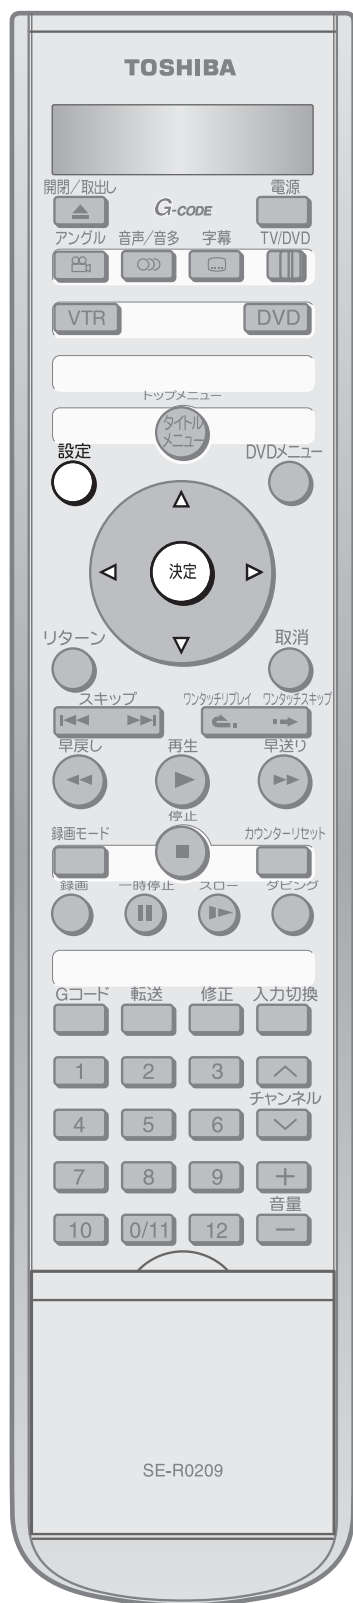 TOSHIBA
開閉/取出し
G-CODE
電源
アングル 音声/音多 字幕 TV/DVD
VTR DVD
トップメニュー
タイトル
メニュー
設定 DVDメニュー
決定
リターン 取消
スキップ ワンタッチリプレイ ワンタッチスキップ
早戻し 再生 早送り
停止
録画モード カウンターリセット
録画 一時停止 スロー ダビング
Gコード 転送 修正 入力切換
1 2 3
チャンネル
4 5 6
7 8 9 +
音量
10 0/11 12 −
SE-R0209